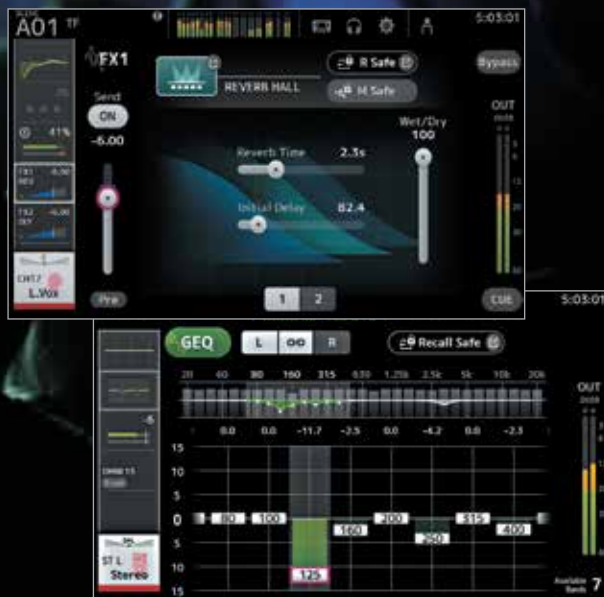 SCENE
A01 TF
5:03:01
FX1
R Safe
Bypass
Send
REVERB HALL
M Safe
ON
OUT
41%
-6.00
Wet/Dry
100
Reverb Time 2.3s
FX1 -6.00
Initial Delay 82.4
FX2 -6.00
CH17
L.Vox
Pre
1 2
CUE
5:03:01
GEQ
L R
Recall Safe
20 40 80 160 315 630 1.25k 2.5k 5k 10k 20k
OUT
0.0 0.0 -11.7 -2.5 0.0 -4.2 0.0 -2.3
-6
15
10
5
0
80 100 125 160 200 250 315 400
5
10
15
ST L
Stereo
Available
Bands 7